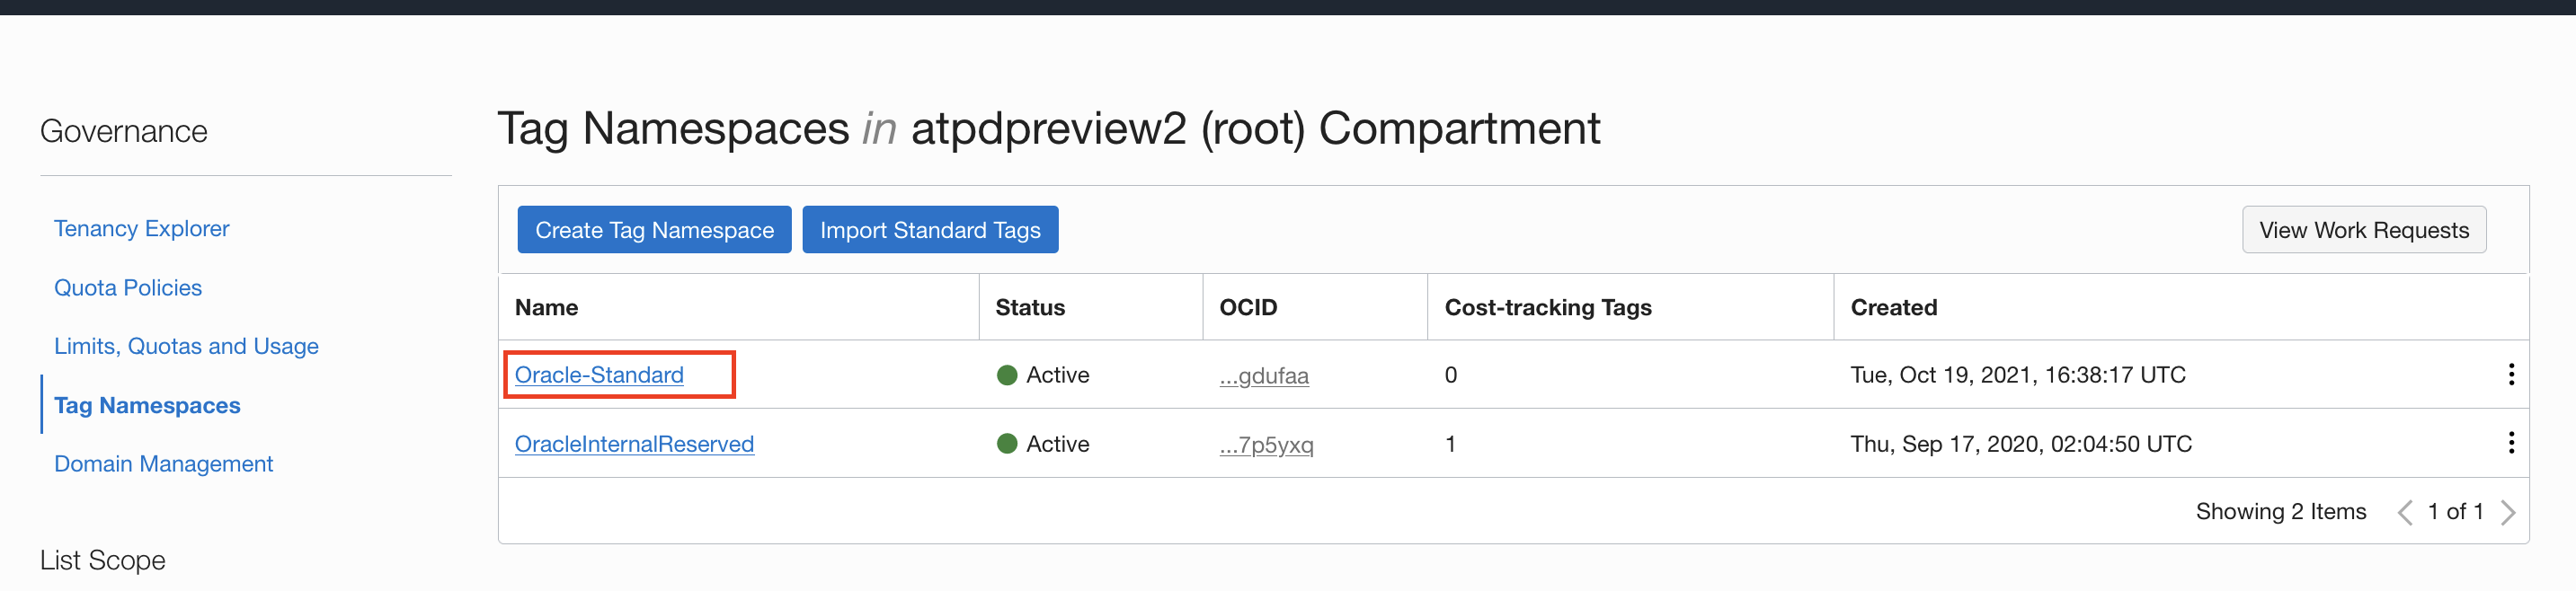 Governance
Tenancy Explorer
Quota Policies
Limits, Quotas and Usage
Tag Namespaces
Domain Management
List Scope
Tag Namespaces in atpdpreview2 (root) Compartment
Create Tag Namespace Import Standard Tags View Work Requests
Name Status OCID Cost-tracking Tags Created
Oracle-Standard Active ...gdufaa 0 Tue, Oct 19, 2021, 16:38:17 UTC
OracleInternalReserved Active ...7p5yxq 1 Thu, Sep 17, 2020, 02:04:50 UTC
Showing 2 Items 1 of 1